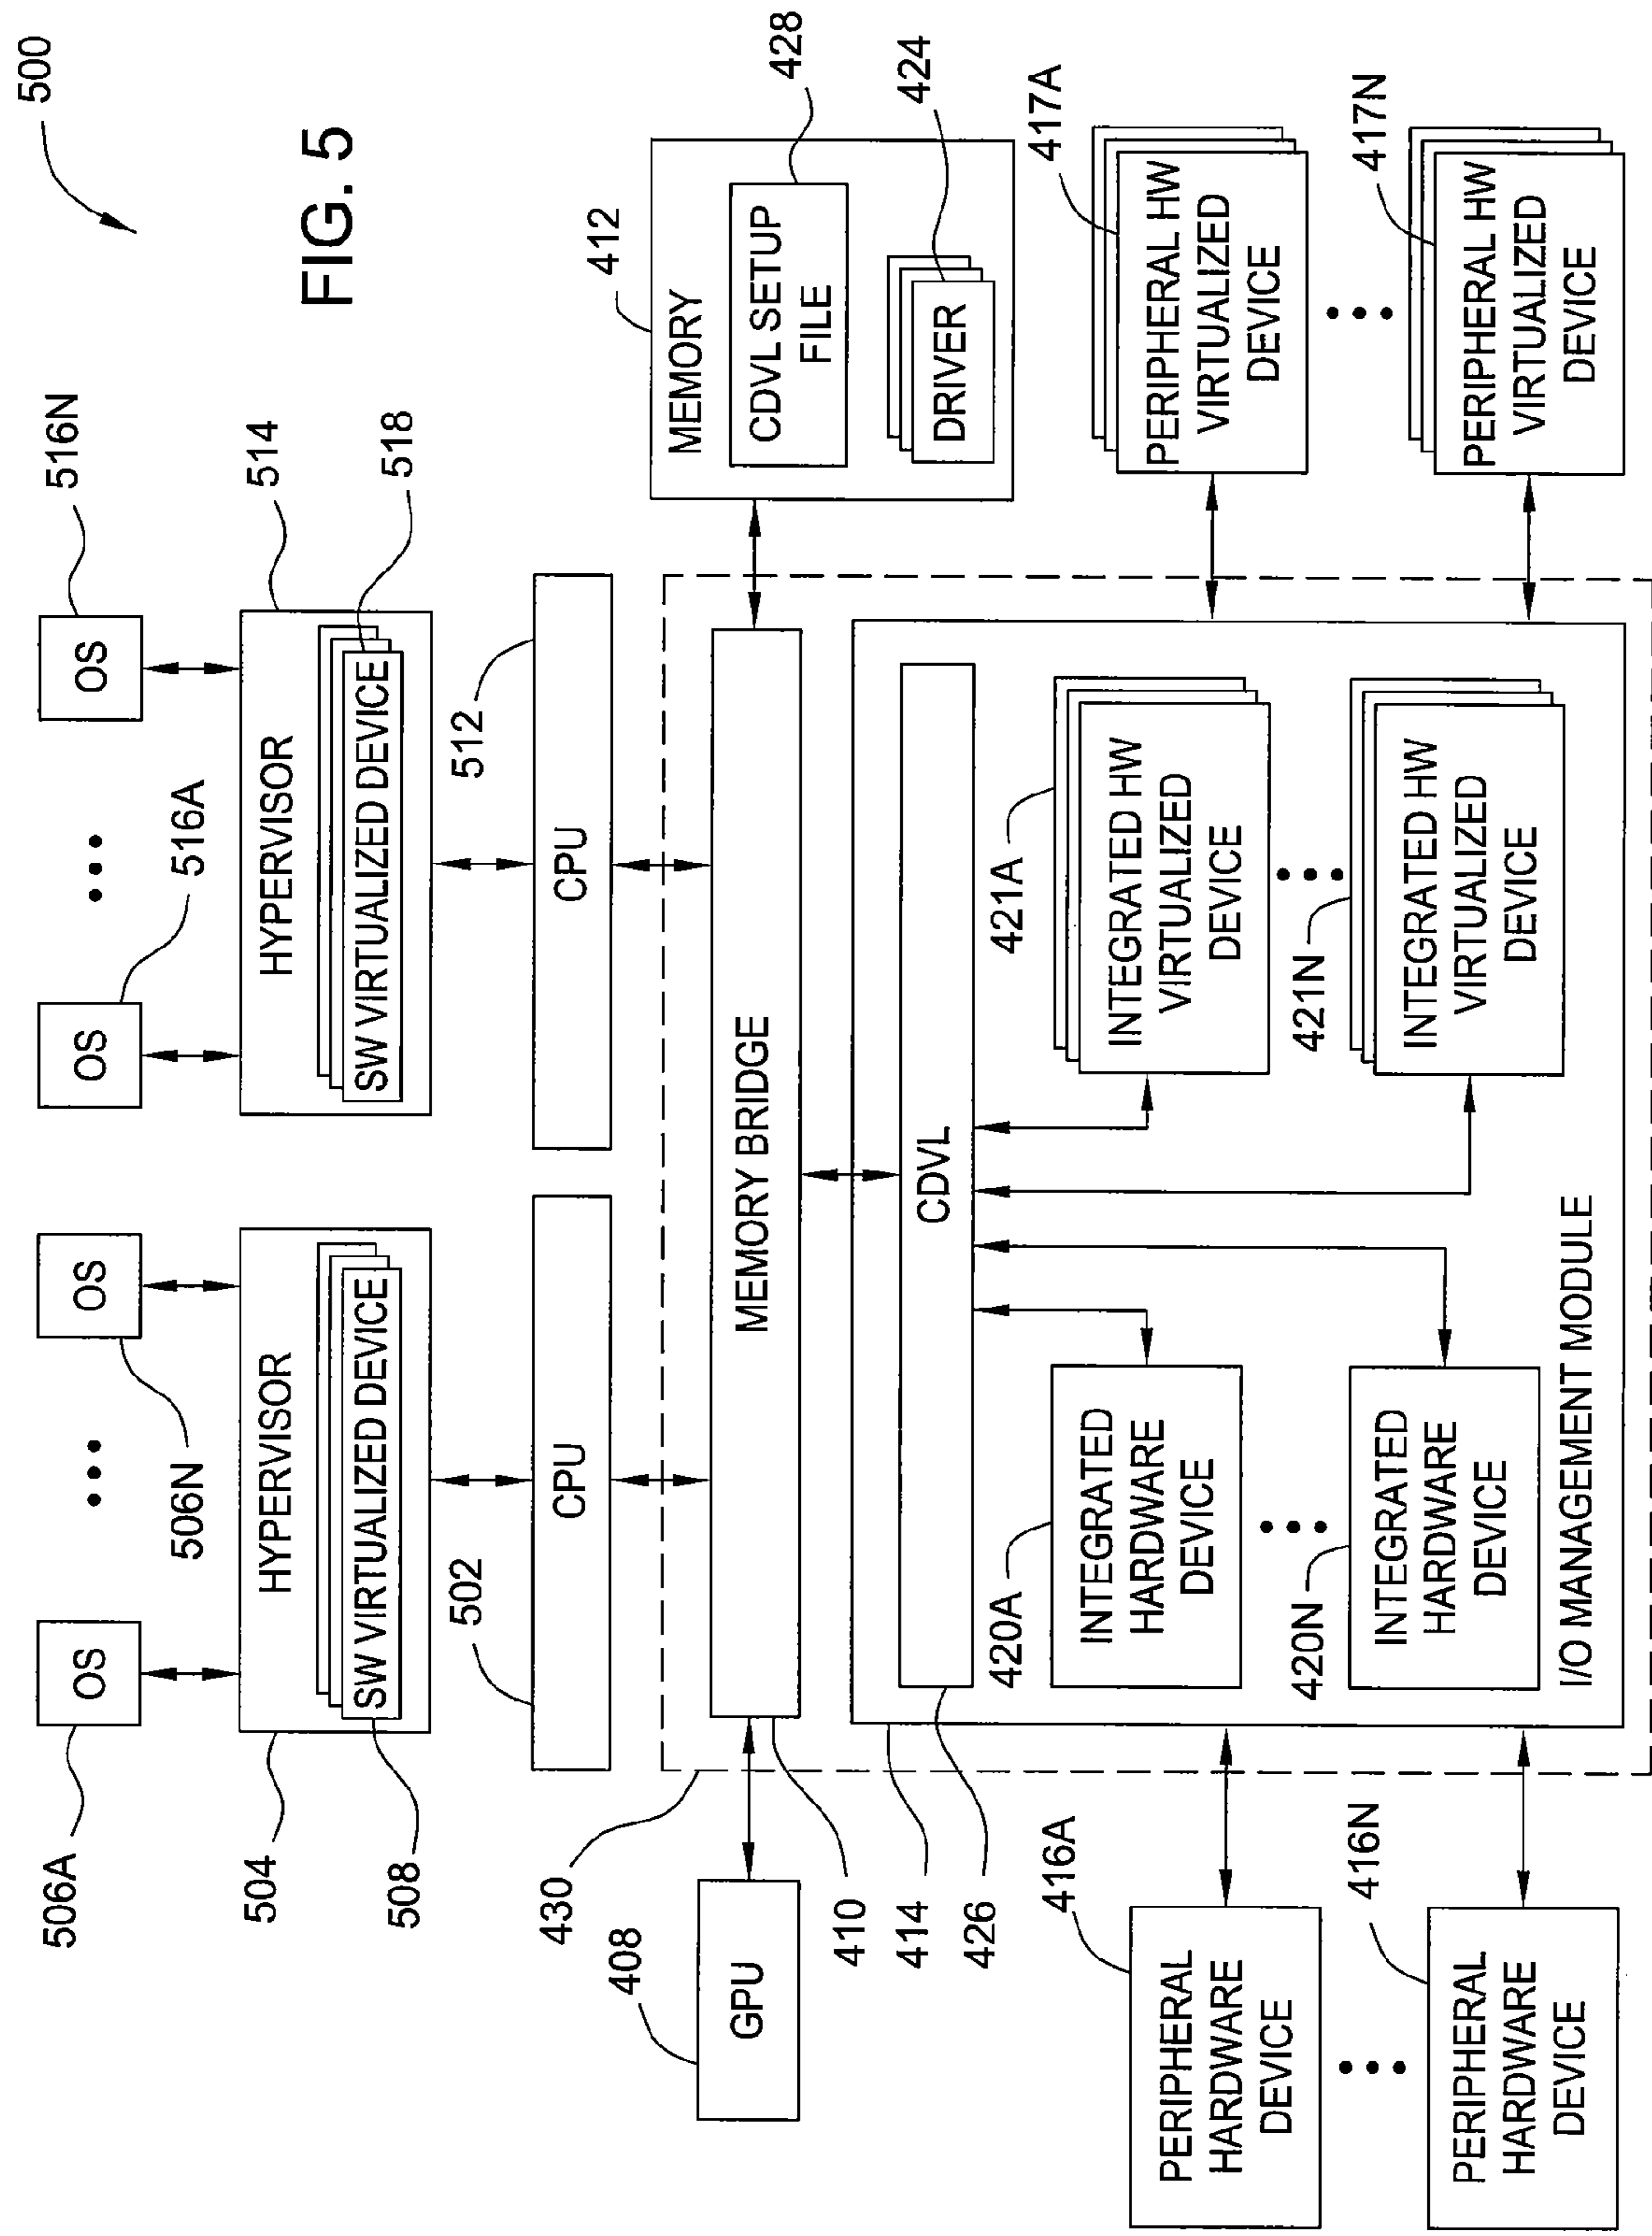 500
FIG. 5
506A
OS
506N
OS
516A
OS
516N
OS
504
HYPERVISOR
SW VIRTUALIZED DEVICE
508
514
HYPERVISOR
SW VIRTUALIZED DEVICE
518
502
CPU
512
CPU
430
408
GPU
MEMORY BRIDGE
410
412
MEMORY
CDVL SETUP
FILE
428
DRIVER
424
414
CDVL
426
420A
INTEGRATED
HARDWARE
DEVICE
420N
INTEGRATED
HARDWARE
DEVICE
421A
INTEGRATED HW
VIRTUALIZED
DEVICE
421N
INTEGRATED HW
VIRTUALIZED
DEVICE
I/O MANAGEMENT MODULE
416A
PERIPHERAL
HARDWARE
DEVICE
416N
PERIPHERAL
HARDWARE
DEVICE
417A
PERIPHERAL HW
VIRTUALIZED
DEVICE
417N
PERIPHERAL HW
VIRTUALIZED
DEVICE